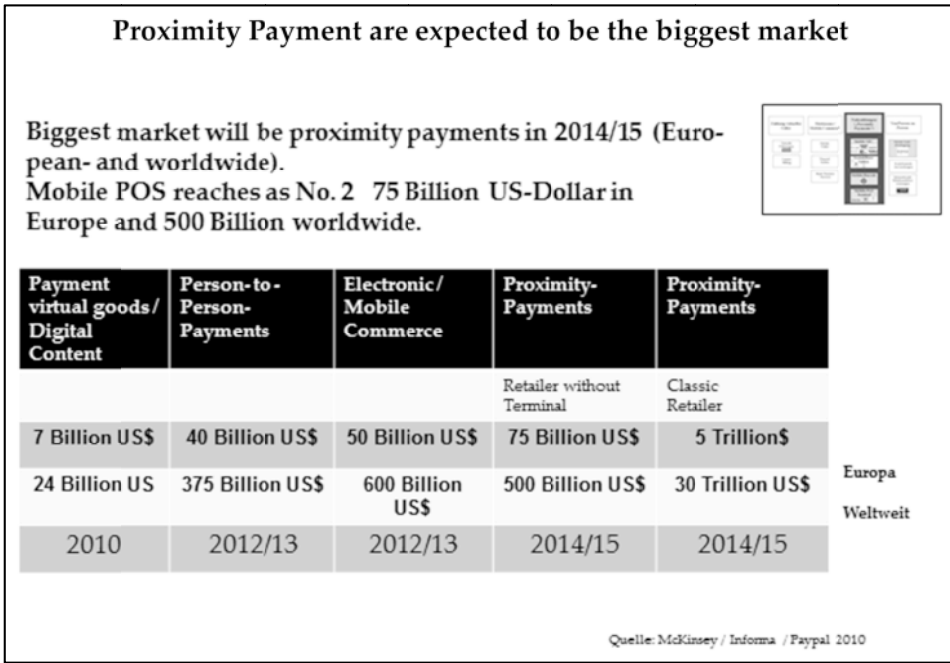 Proximity Payment are expected to be the biggest market
Biggest market will be proximity payments in 2014/15 (Euro-
pean- and worldwide).
Mobile POS reaches as No. 2 75 Billion US-Dollar in
Europe and 500 Billion worldwide.
Payment virtual goods/ Digital Content
Person-to-Person-Payments
Electronic/ Mobile Commerce
Proximity-Payments
Proximity-Payments
Retailer without Terminal
Classic Retailer
7 Billion US$ 40 Billion US$ 50 Billion US$ 75 Billion US$ 5 Trillion$
Europa
24 Billion US 375 Billion US$ 600 Billion US$ 500 Billion US$ 30 Trillion US$
Weltweit
2010 2012/13 2012/13 2014/15 2014/15
Quelle: McKinsey / Informa / Paypal 2010